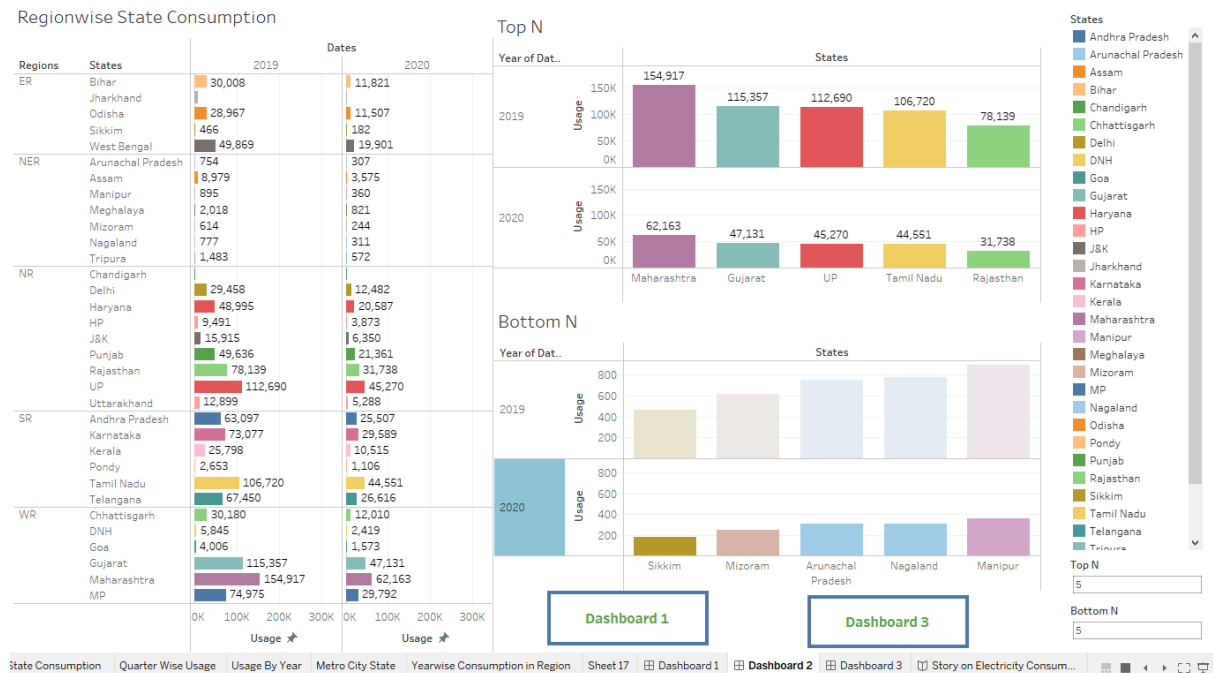 Regionwise State Consumption
Dates
Regions States 2019 2020
ER Bihar 30,008 11,821
Jharkhand
Odisha 28,967 11,507
Sikkim 466 182
West Bengal 49,869 19,901
NER Arunachal Pradesh 754 307
Assam 8,979 3,575
Manipur 895 360
Meghalaya 2,018 821
Mizoram 614 244
Nagaland 777 311
Tripura 1,483 572
NR Chandigarh
Delhi 29,458 12,482
Haryana 48,995 20,587
HP 9,491 3,873
J&K 15,915 6,350
Punjab 49,636 21,361
Rajasthan 78,139 31,738
UP 112,690 45,270
Uttarakhand 12,899 5,288
SR Andhra Pradesh 63,097 25,507
Karnataka 73,077 29,589
Kerala 25,798 10,515
Pondy 2,653 1,106
Tamil Nadu 106,720 44,551
Telangana 67,450 26,616
WR Chhattisgarh 30,180 12,010
DNH 5,845 2,419
Goa 4,006 1,573
Gujarat 115,357 47,131
Maharashtra 154,917 62,163
MP 74,975 29,792
0K 100K 200K 300K 0K 100K 200K 300K
Usage Usage
Top N
Year of Dat.. States
2019
Usage
150K
100K
50K
0K
154,917 115,357 112,690 106,720 78,139
2020
Usage
150K
100K
50K
0K
62,163 47,131 45,270 44,551 31,738
Maharashtra Gujarat UP Tamil Nadu Rajasthan
Bottom N
Year of Dat.. States
2019
Usage
800
600
400
200
2020
Usage
800
600
400
200
Sikkim Mizoram Arunachal Nagaland Manipur
Pradesh
Dashboard 1
Dashboard 3
States
Andhra Pradesh
Arunachal Pradesh
Assam
Bihar
Chandigarh
Chhattisgarh
Delhi
DNH
Goa
Gujarat
Haryana
HP
J&K
Jharkhand
Karnataka
Kerala
Maharashtra
Manipur
Meghalaya
Mizoram
MP
Nagaland
Odisha
Pondy
Punjab
Rajasthan
Sikkim
Tamil Nadu
Telangana
Tripura
Top N
5
Bottom N
5
State Consumption Quarter Wise Usage Usage By Year Metro City State Yearwise Consumption in Region Sheet 17 Dashboard 1 Dashboard 2 Dashboard 3 Story on Electricity Consum...